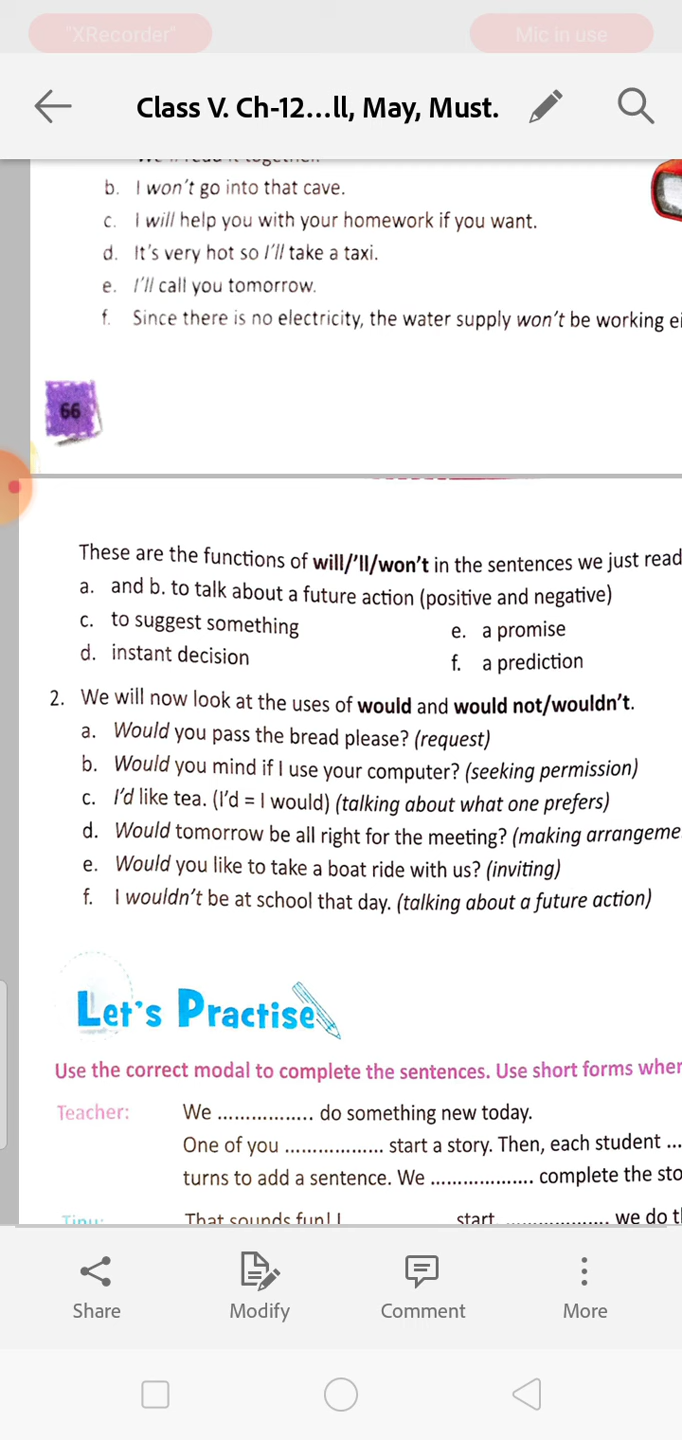 "XRecorder"
Mic in use
Class V. Ch-12...ll, May, Must.
b. I won't go into that cave.
c. I will help you with your homework if you want.
d. It's very hot so I'll take a taxi.
e. I'll call you tomorrow.
f. Since there is no electricity, the water supply won't be working
66
These are the functions of will/'ll/won't in the sentences we just read
a. and b. to talk about a future action (positive and negative)
c. to suggest something
e. a promise
d. instant decision
f. a prediction
2. We will now look at the uses of would and would not/wouldn't.
a. Would you pass the bread please? (request)
b. Would you mind if I use your computer? (seeking permission)
c. I'd like tea. (I'd = I would) (talking about what one prefers)
d. Would tomorrow be all right for the meeting? (making arrangeme
e. Would you like to take a boat ride with us? (inviting)
f. I wouldn't be at school that day. (talking about a future action)
Let's Practise
Use the correct modal to complete the sentences. Use short forms wher
Teacher: We ................ do something new today.
One of you ................. start a story. Then, each student ...
turns to add a sentence. We .................. complete the sto
That sounds fun! I start .................. we do
Share
Modify
Comment
More